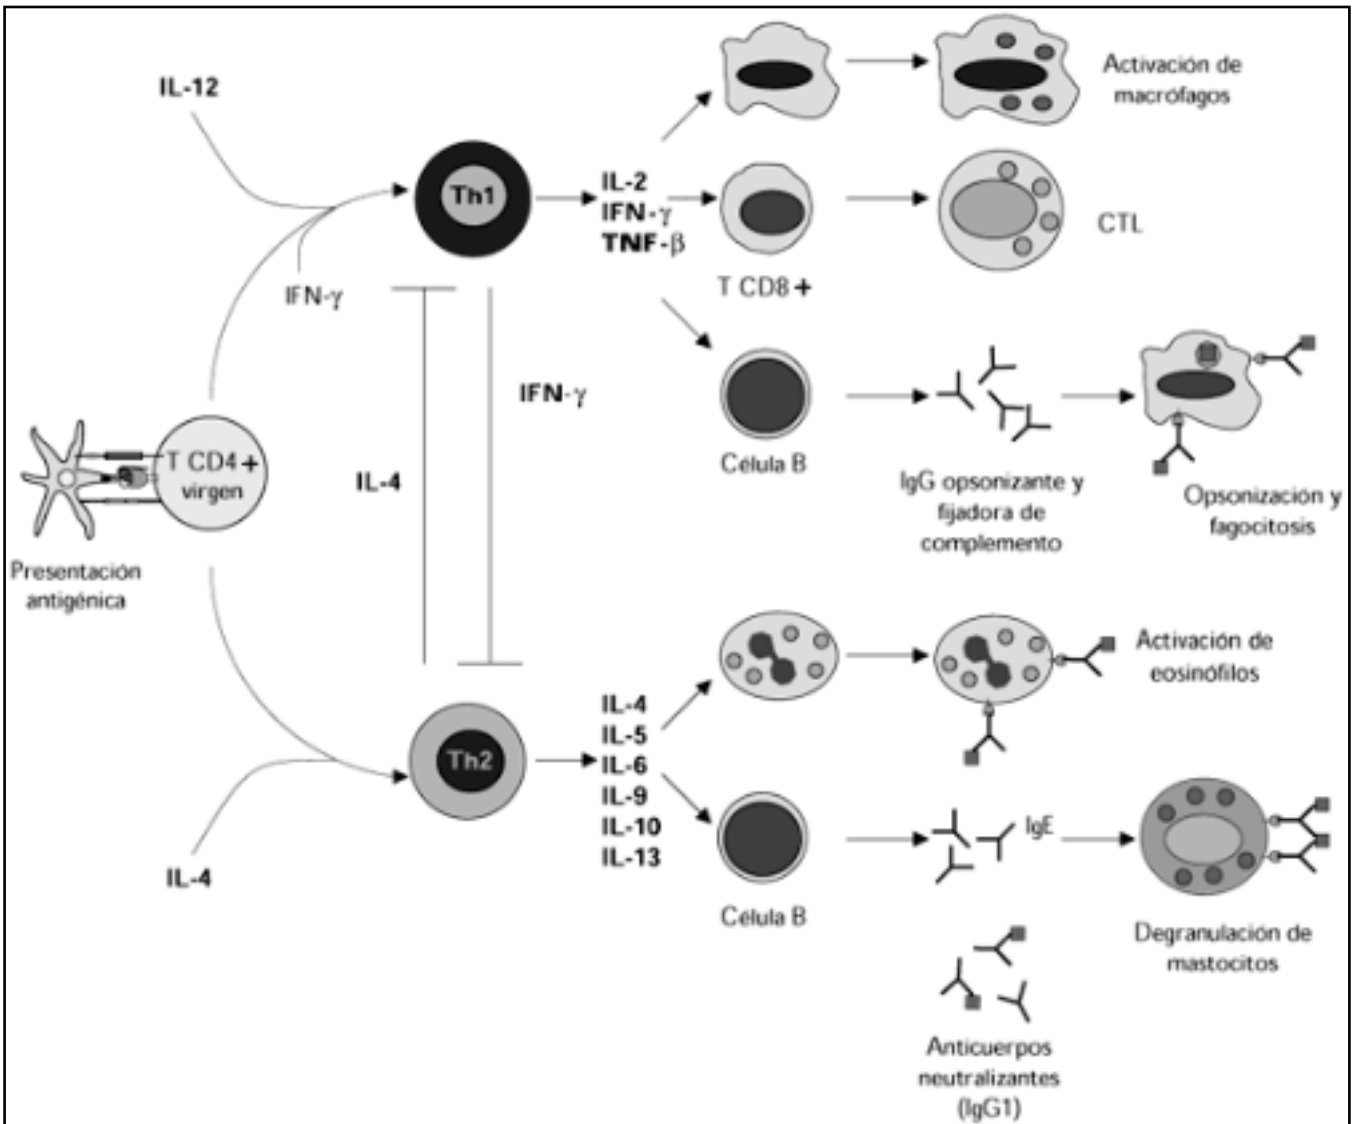 IL-12
IFN-γ
Th1
IL-2
IFN-γ
TNF-β
Activación de
macrófagos
T CD8+
CTL
Célula B
IgG opsonizante y
fijadora de
complemento
Opsonización y
fagocitosis
IFN-γ
IL-4
T CD4+
virgen
Presentación
antigénica
IL-4
Th2
IL-4
IL-5
IL-6
IL-9
IL-10
IL-13
Activación de
eosinófilos
Célula B
IgE
Degranulación de
mastocitos
Anticuerpos
neutralizantes
(IgG1)